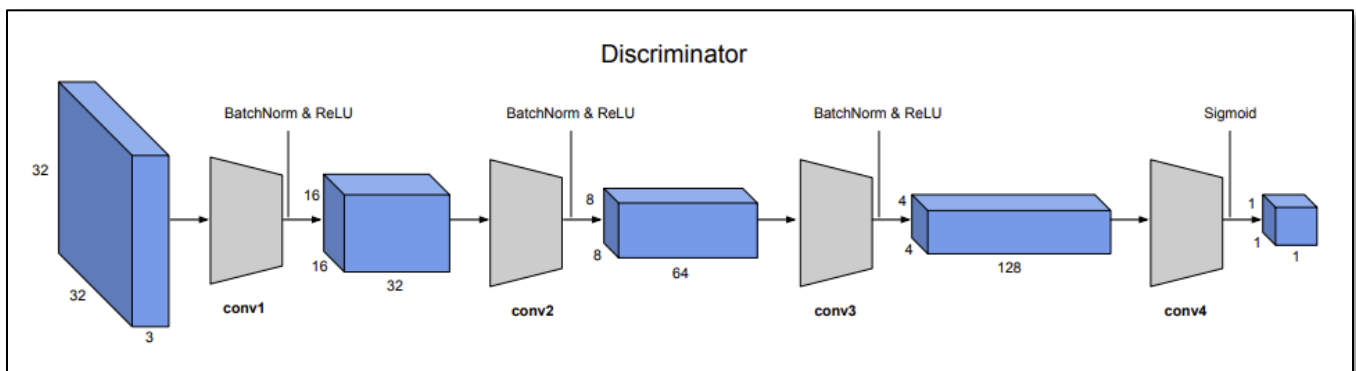 Discriminator
BatchNorm & ReLU
BatchNorm & ReLU
BatchNorm & ReLU
Sigmoid
32
32
3
conv1
16
16
32
conv2
8
8
64
conv3
4
4
128
conv4
1
1
1